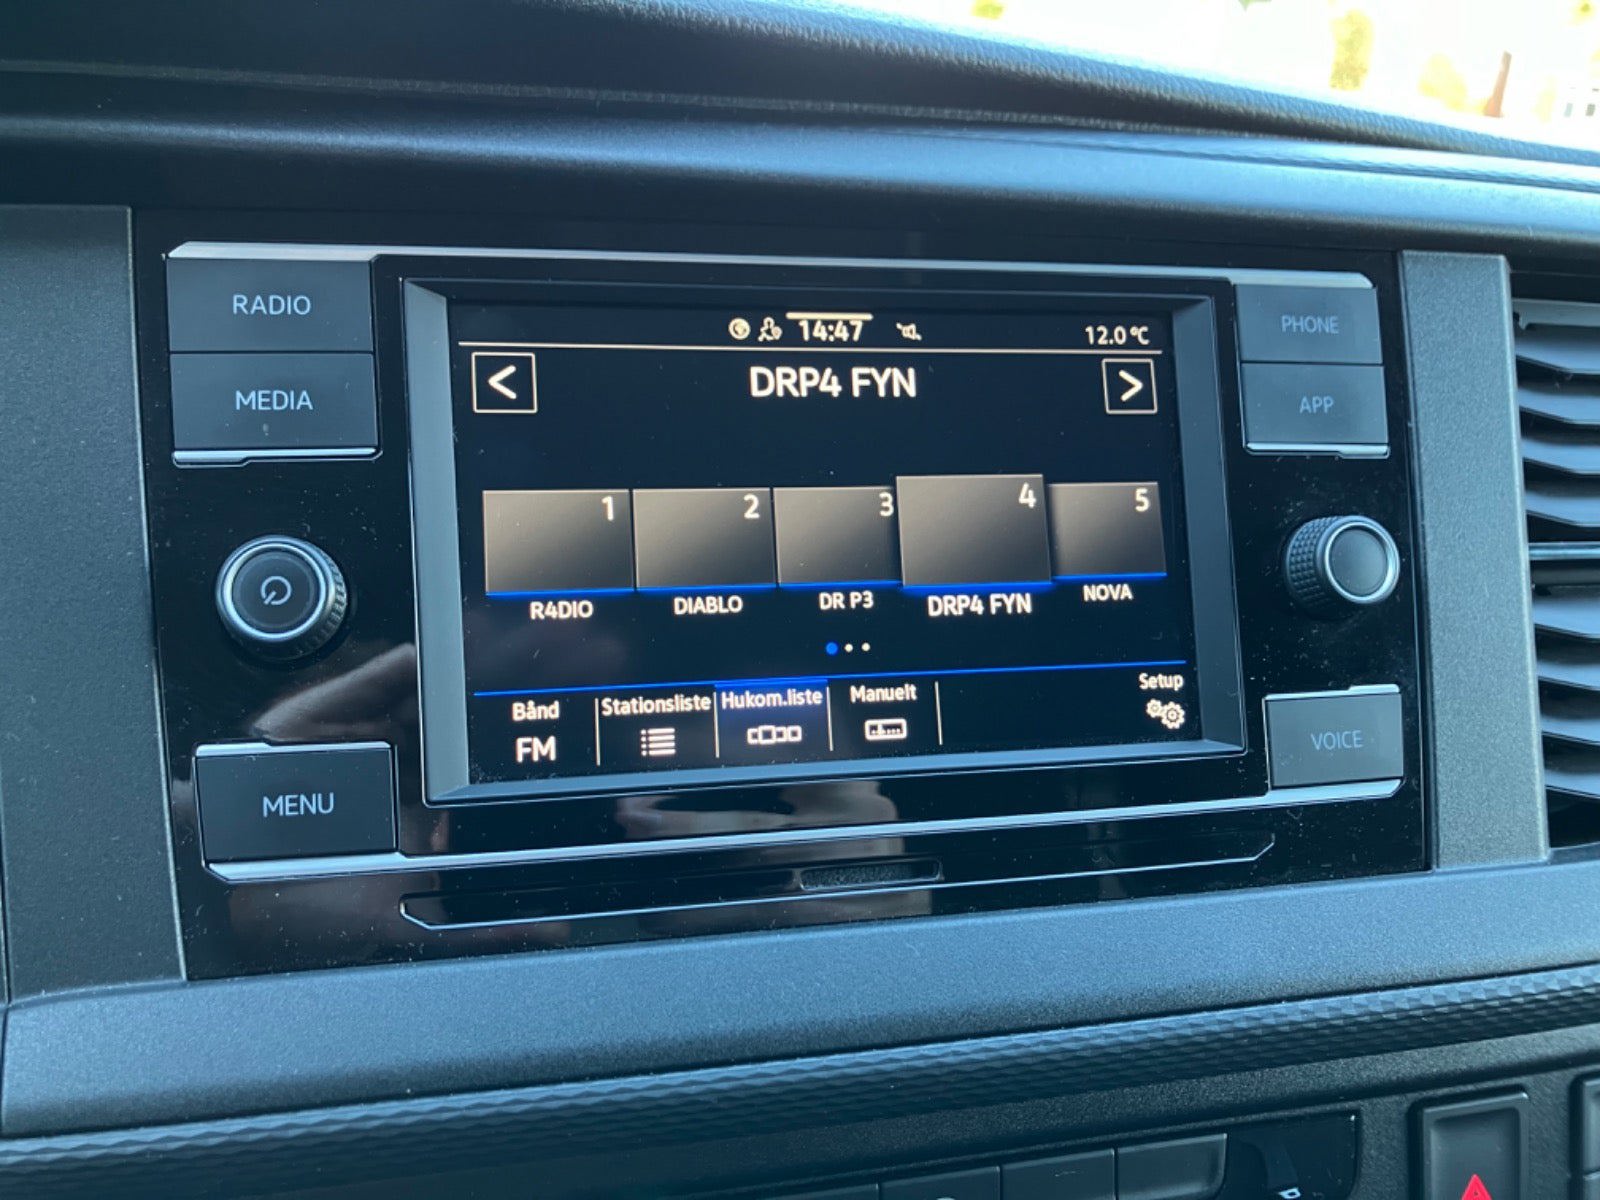 RADIO
MEDIA
MENU
14:47
12.0 °C
<
DRP4 FYN
>
1
2
3
4
5
R4DIO
DIABLO
DR P3
DRP4 FYN
NOVA
Bånd
FM
Stationsliste
Hukom.liste
Manuelt
Setup
PHONE
APP
VOICE